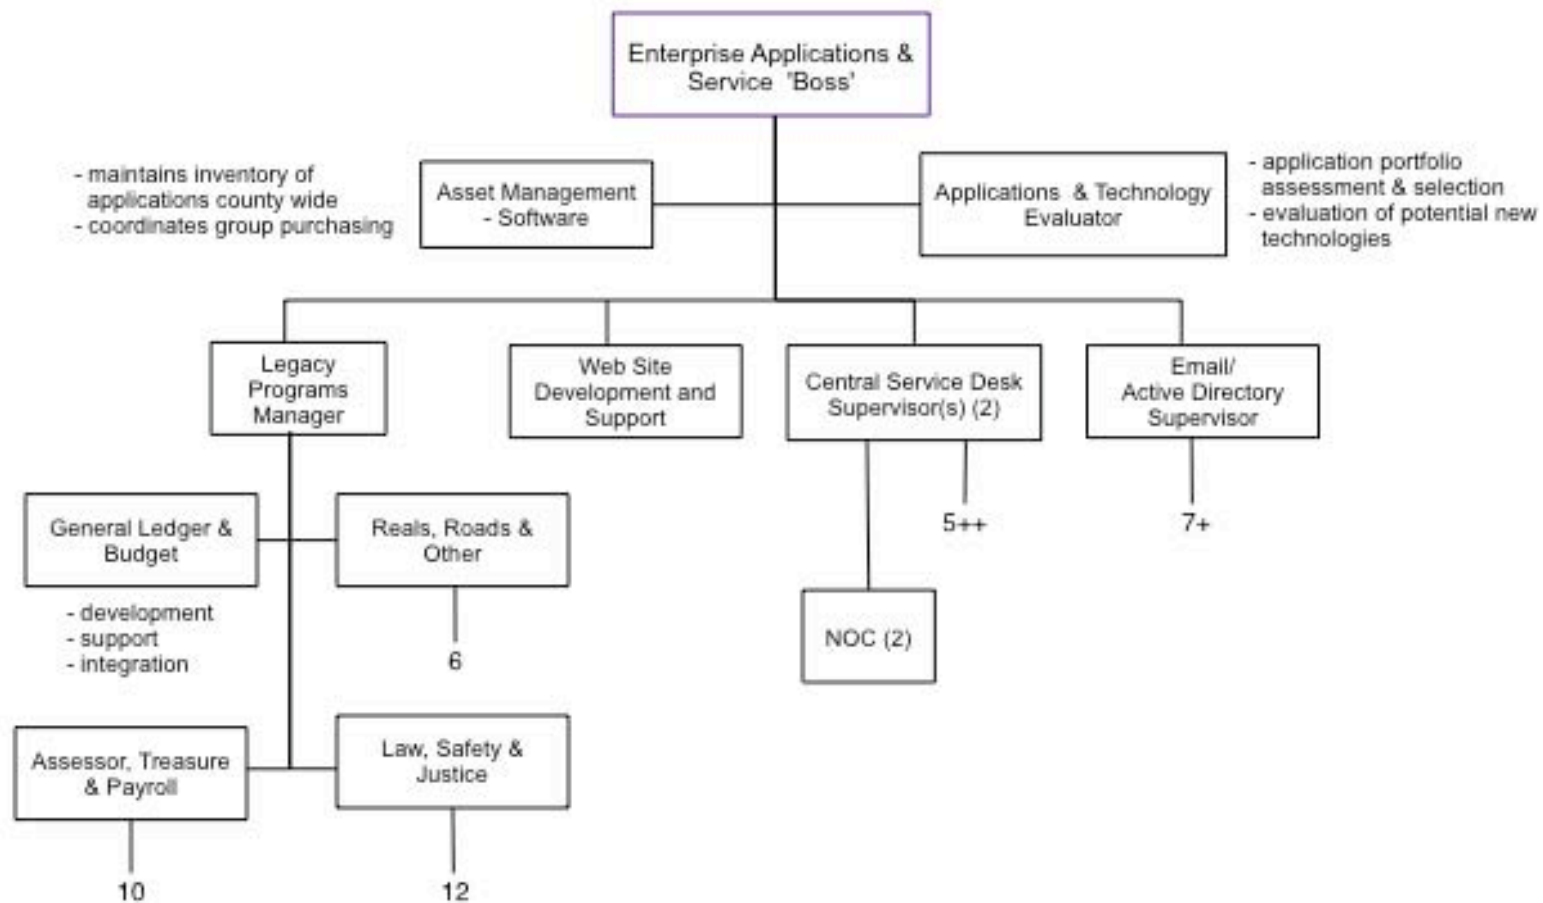 Enterprise Applications &
Service 'Boss'
- maintains inventory of
applications county wide
- coordinates group purchasing
Asset Management
- Software
Applications & Technology
Evaluator
- application portfolio
assessment & selection
- evaluation of potential new
technologies
Legacy
Programs
Manager
Web Site
Development and
Support
Central Service Desk
Supervisor(s) (2)
Email/
Active Directory
Supervisor
General Ledger &
Budget
Reals, Roads &
Other
5++
7+
- development
- support
- integration
6
NOC (2)
Assessor, Treasure
& Payroll
Law, Safety &
Justice
10
12